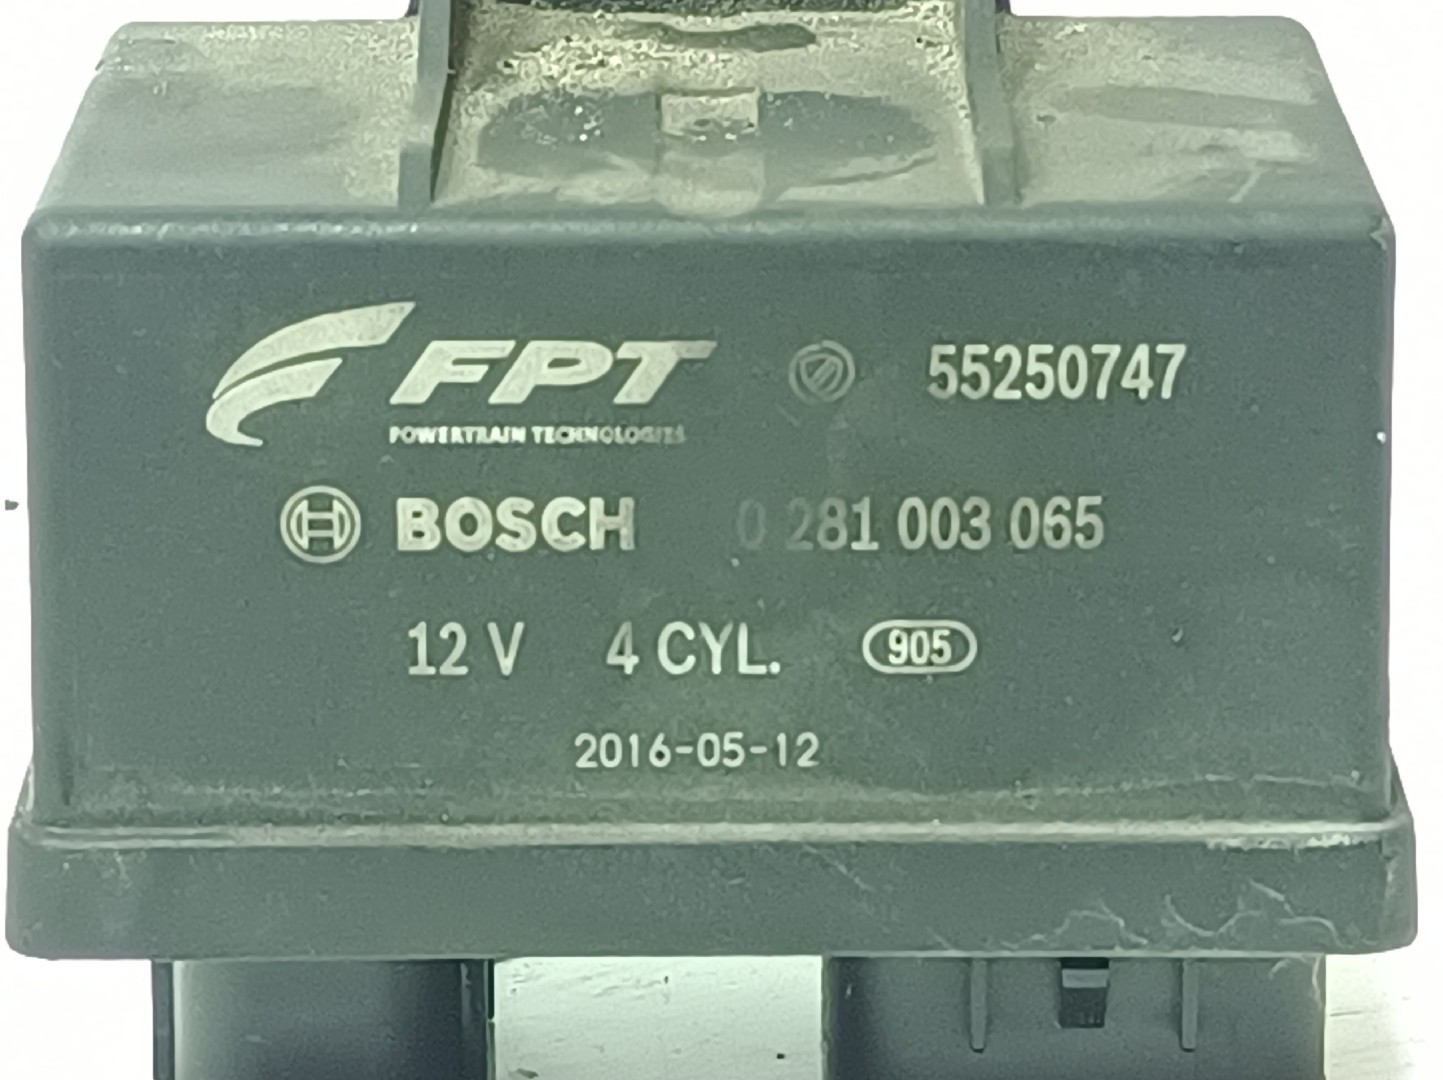 FPT 55250747
POWERTRAIN TECHNOLOGIES
BOSCH 0 281 003 065
12 V 4 CYL. 905
2016-05-12